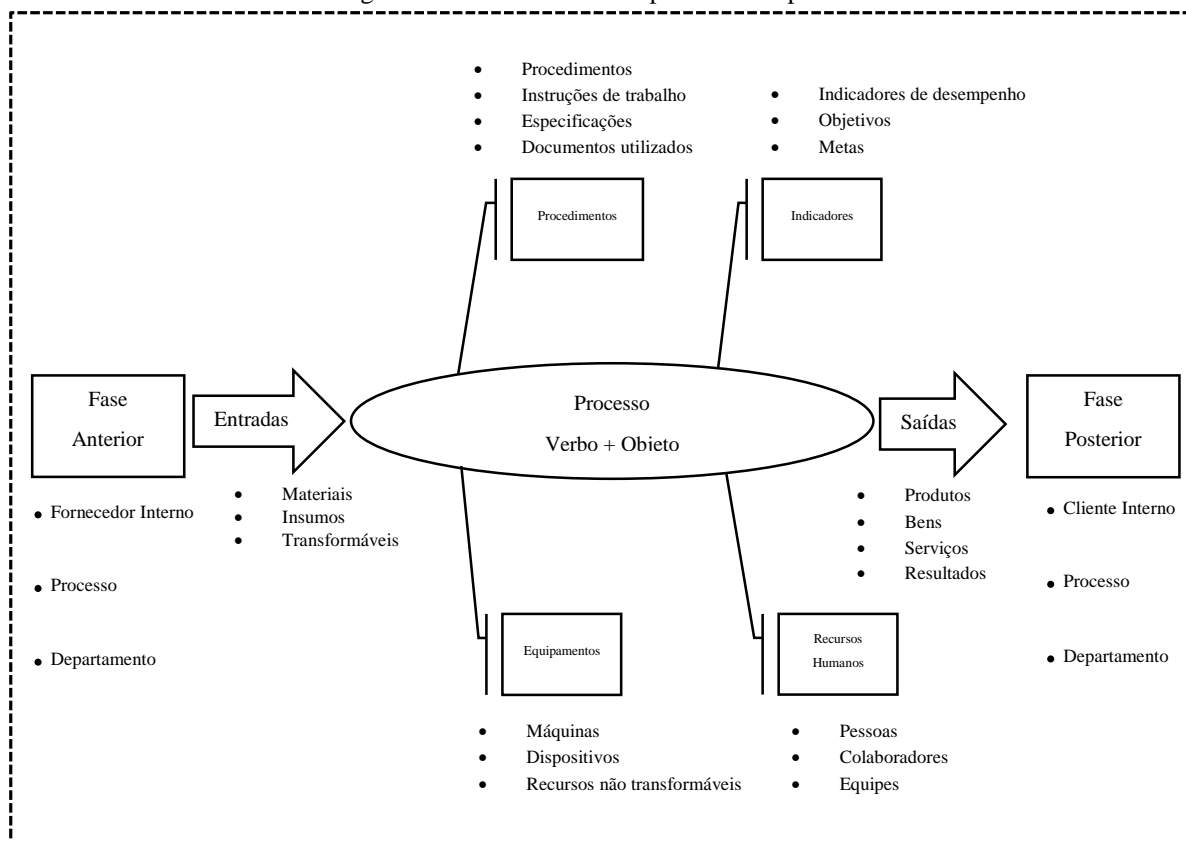 • Procedimentos
• Instruções de trabalho
• Especificações
• Documentos utilizados
• Indicadores de desempenho
• Objetivos
• Metas
Procedimentos
Indicadores
Fase
Anterior
Entradas
Processo
Verbo + Objeto
Saídas
Fase
Posterior
• Fornecedor Interno
• Processo
• Departamento
• Materiais
• Insumos
• Transformáveis
• Produtos
• Bens
• Serviços
• Resultados
• Cliente Interno
• Processo
• Departamento
Equipamentos
Recursos
Humanos
• Máquinas
• Dispositivos
• Recursos não transformáveis
• Pessoas
• Colaboradores
• Equipes